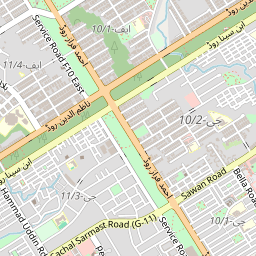 ایف-10/1
Service Road F10 East
احمد فراز روڈ
ایف-11/4
ناظم الدین روڈ
ابن سینا روڈ
جی-10/2
ابن سینا روڈ
احمد فراز روڈ
Sawan Road
Bella Road
جی-11/3
Hammad Uddin Road
Sachal Sarmast Road (G-11)
Service Road
جی-10/1